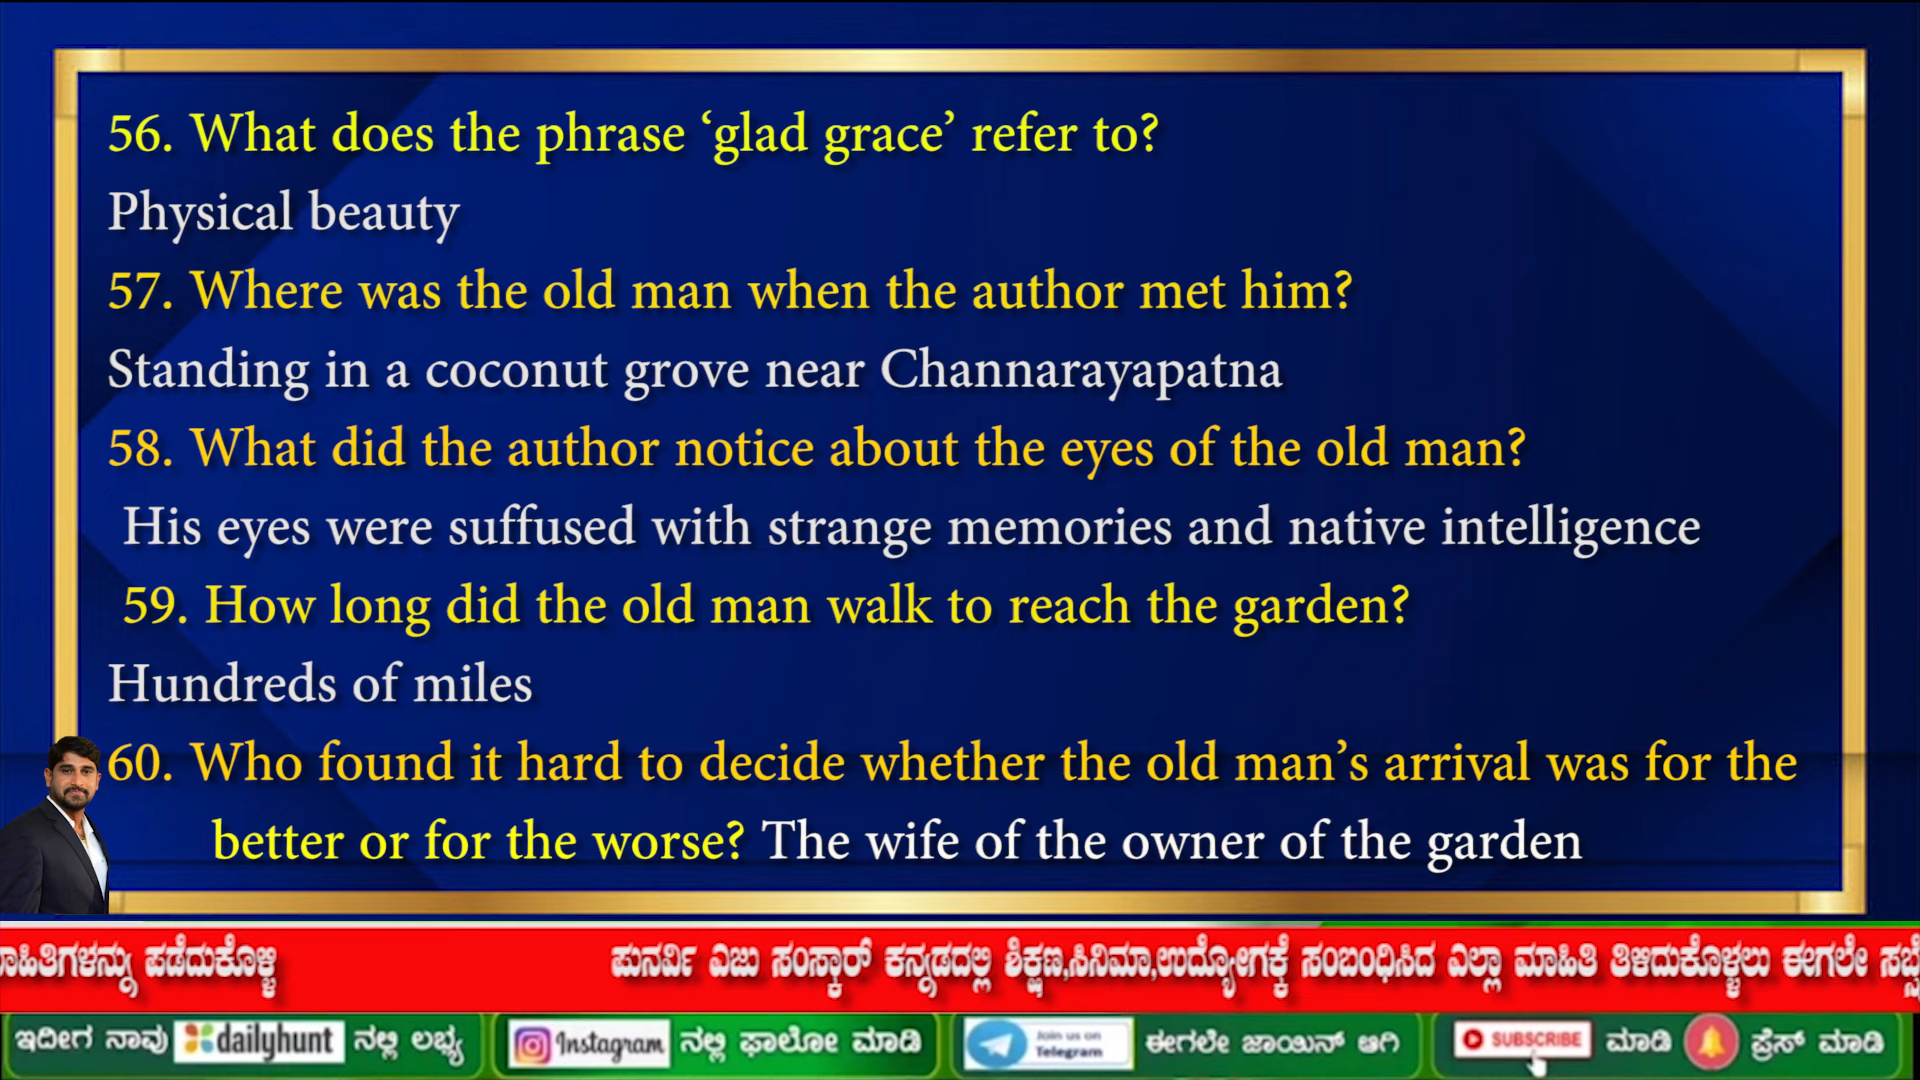 56. What does the phrase ‘glad grace’ refer to?
Physical beauty
57. Where was the old man when the author met him?
Standing in a coconut grove near Channarayapatna
58. What did the author notice about the eyes of the old man?
His eyes were suffused with strange memories and native intelligence
59. How long did the old man walk to reach the garden?
Hundreds of miles
60. Who found it hard to decide whether the old man’s arrival was for the
better or for the worse? The wife of the owner of the garden
ಪಡೆದುಕೊಳ್ಳಿ ಪುನರ್ವಿ ಎಜು ಸಂಸ್ಕಾರ್ ಕನ್ನಡದಲ್ಲಿ ಶಿಕ್ಷಣ,ಸಿನಿಮಾ,ಉದ್ಯೋಗಕ್ಕೆ ಸಂಬಂಧಿಸಿದ ಎಲ್ಲಾ ಮಾಹಿತಿ ತಿಳಿದುಕೊಳ್ಳಲು ಈಗಲೇ
ಇದೀಗ ನಾವು dailyhunt ನಲ್ಲಿ ಲಭ್ಯ Instagram ನಲ್ಲಿ ಫಾಲೋ ಮಾಡಿ Join us on Telegram ಈಗಲೇ ಜಾಯಿನ್ ಆಗಿ SUBSCRIBE ಮಾಡಿ ಪ್ರೆಸ್ ಮಾಡಿ